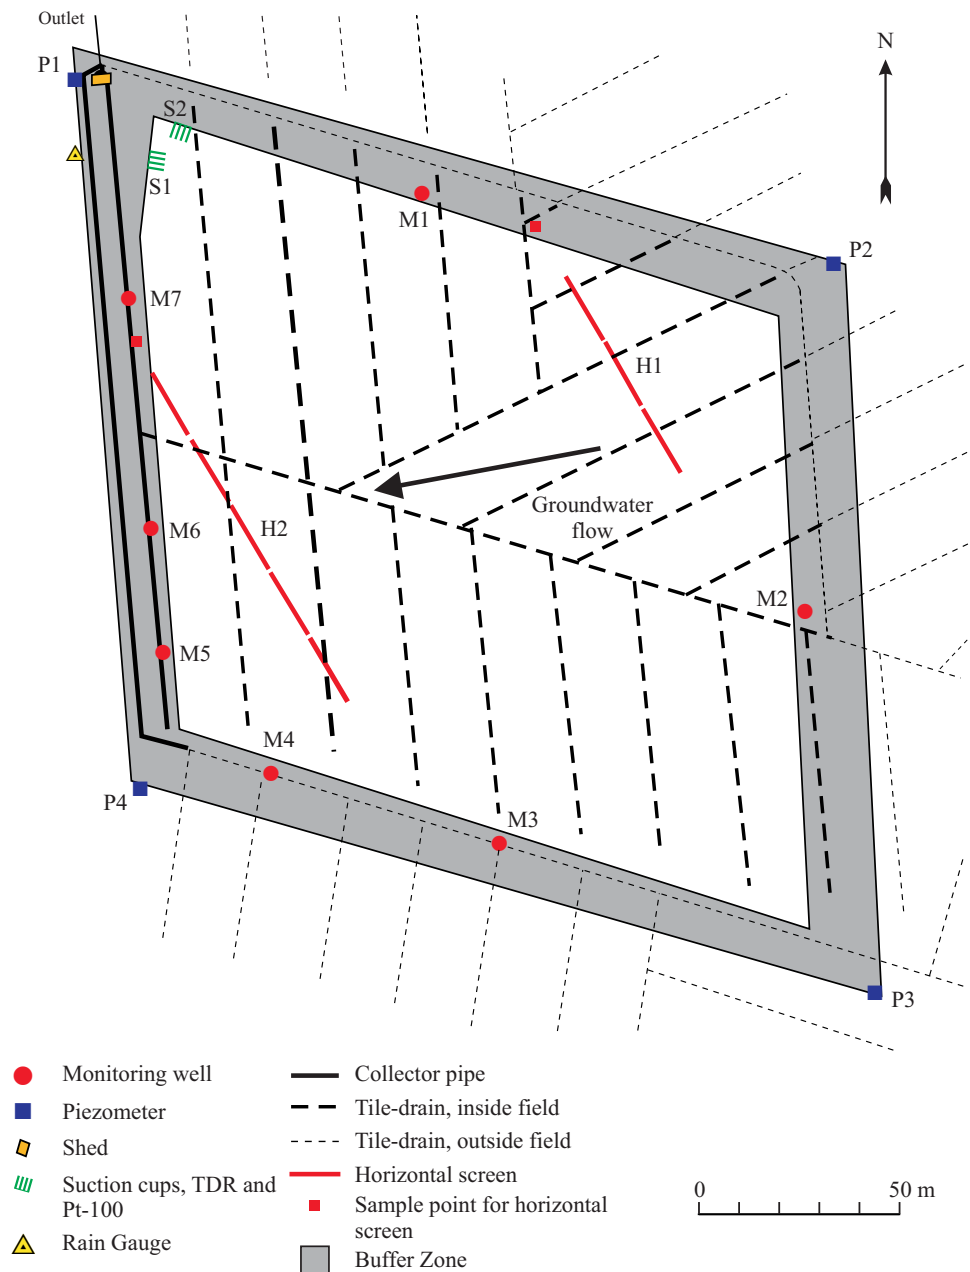 Outlet
N
P1
S2
S1
M1
P2
M7
H1
Groundwater
flow
H2
M6
M2
M5
M4
P4
M3
P3
Monitoring well
Piezometer
Shed
Suction cups, TDR and
Pt-100
Rain Gauge
Collector pipe
Tile-drain, inside field
Tile-drain, outside field
Horizontal screen
Sample point for horizontal
screen
Buffer Zone
0 50 m